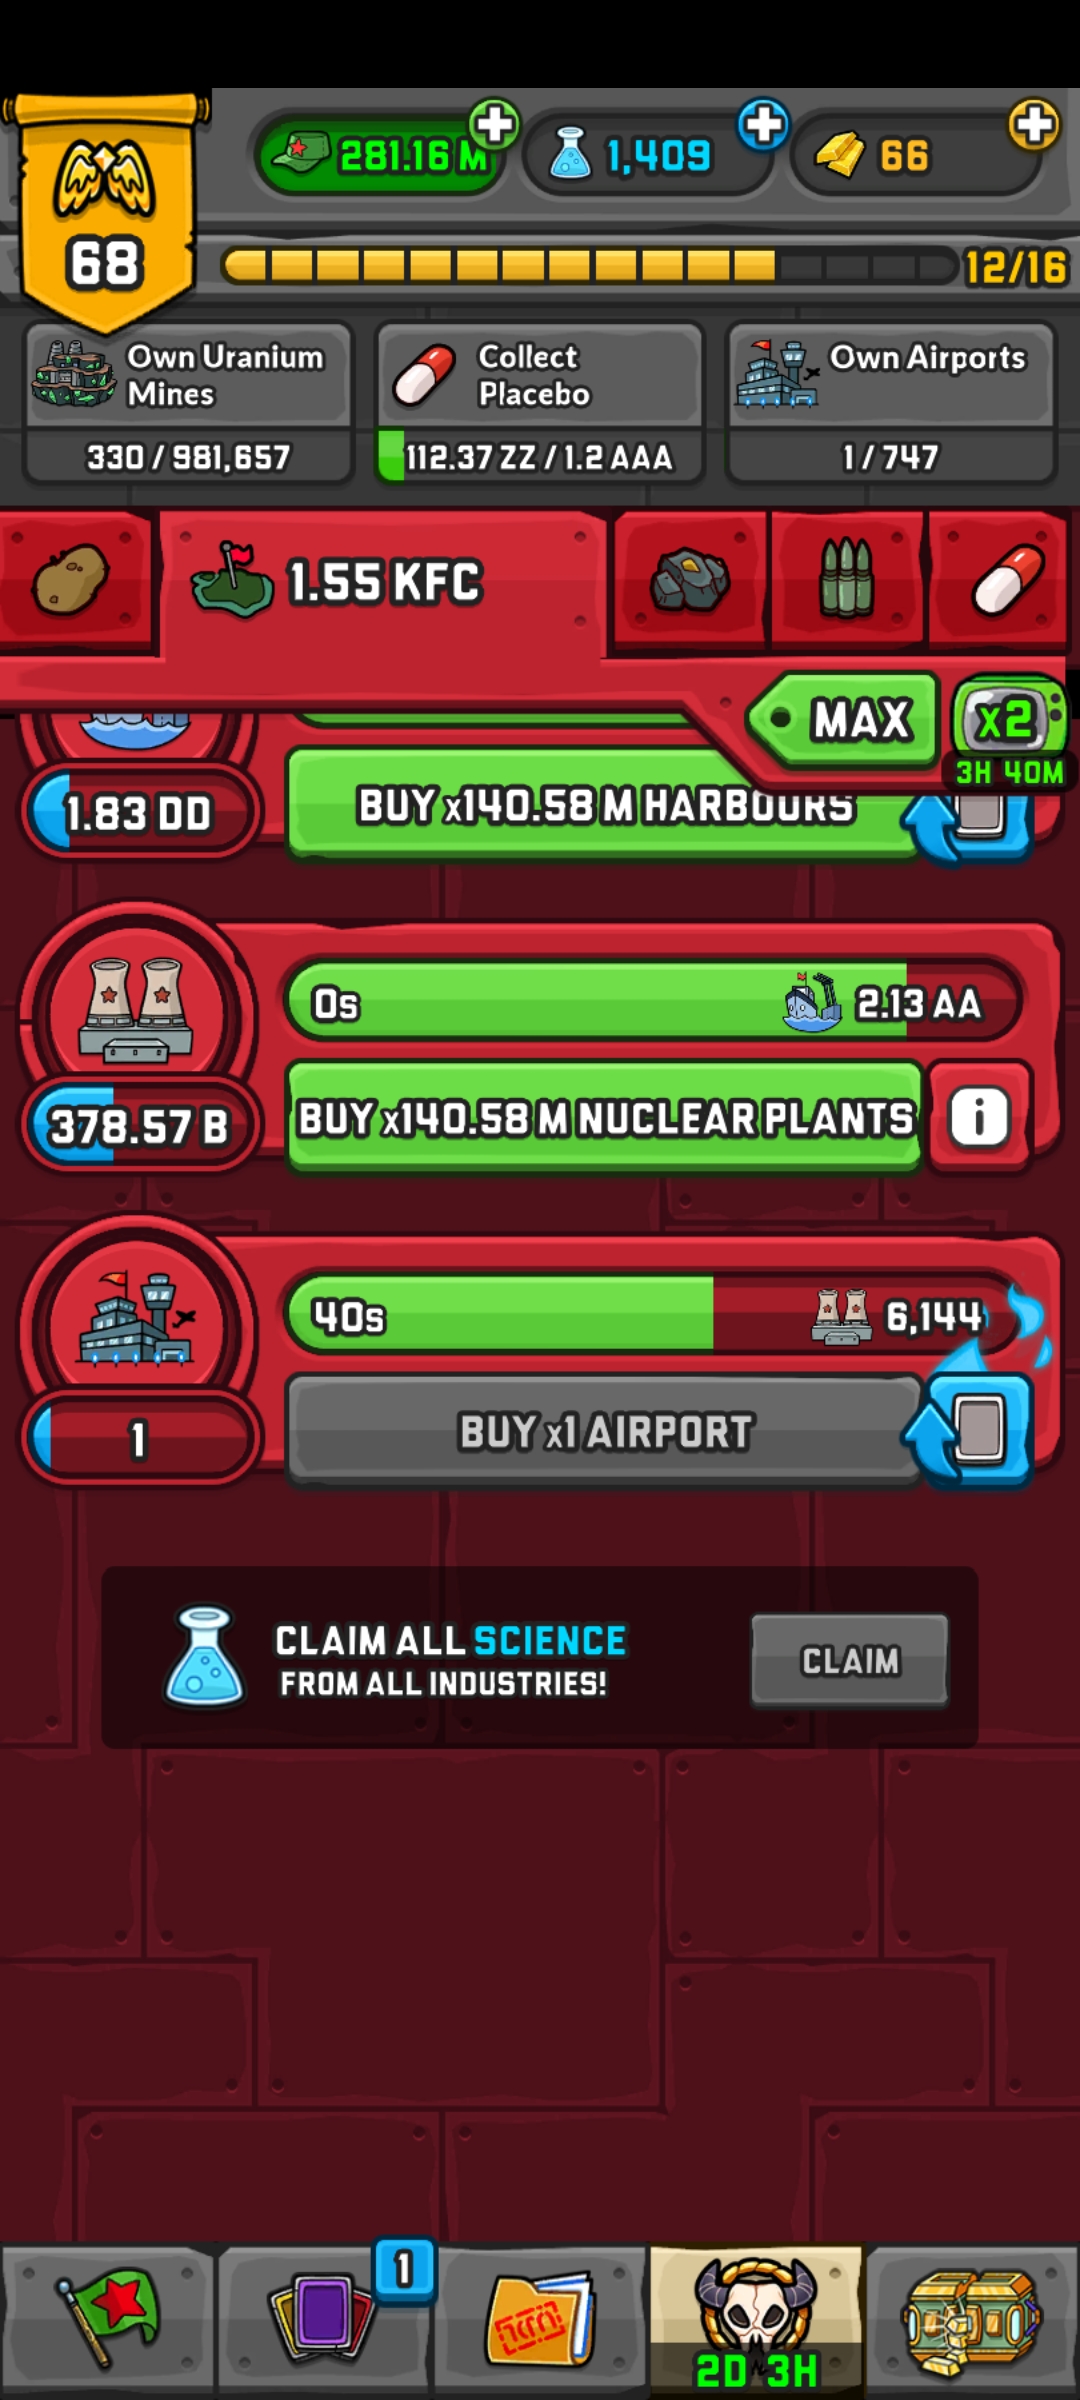 281.16 M
1,409
66
68
12/16
Own Uranium
Mines
330 / 981,657
Collect
Placebo
112.37 ZZ / 1.2 AAA
Own Airports
1 / 747
1.55 KFC
MAX
x2
3H 40M
1.83 DD
BUY x140.58 M HARBOURS
0s
2.13 AA
378.57 B
BUY x140.58 M NUCLEAR PLANTS
i
40s
6,144
1
BUY x1 AIRPORT
CLAIM ALL SCIENCE
FROM ALL INDUSTRIES!
CLAIM
1
2D 3H